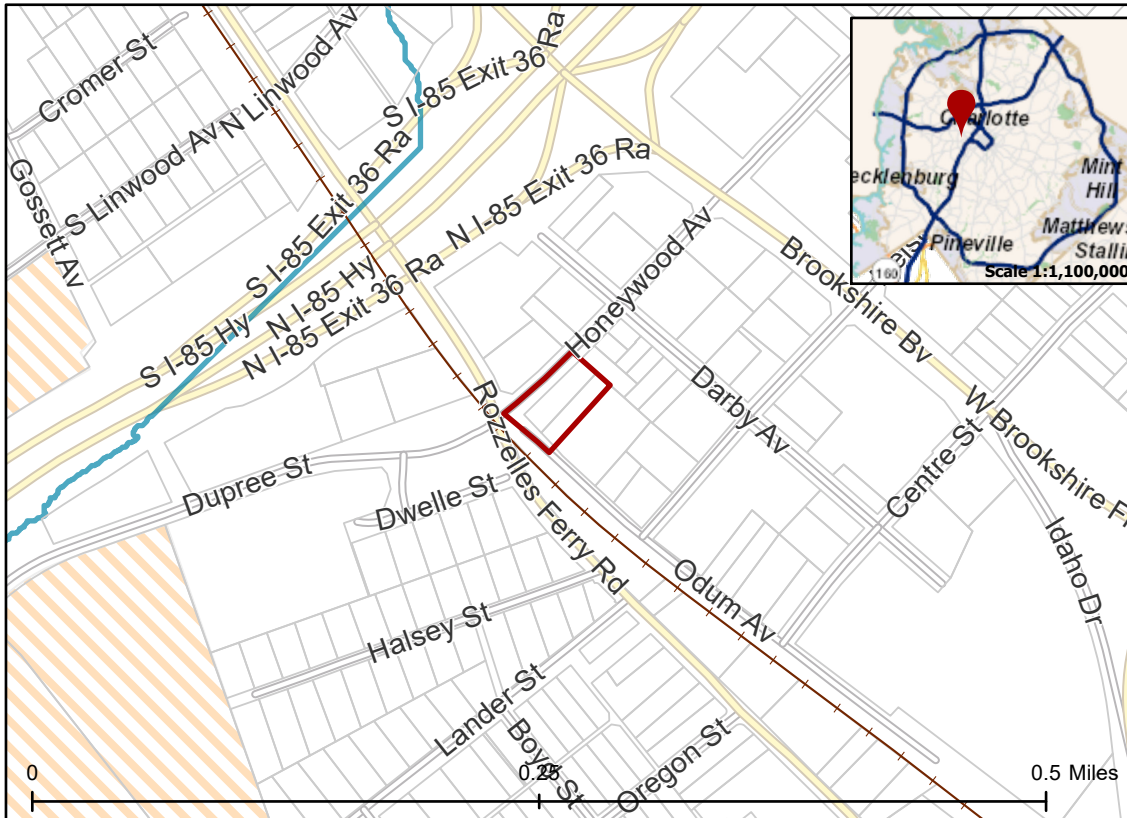 Cromer St
N Linwood Av
S Linwood Av
Gossett Av
S I-85 Exit 36 Ra
S I-85 Exit 36 Ra
N I-85 Exit 36 Ra
S I-85 Hy
N I-85 Hy
N I-85 Exit 36 Ra
Honeywood Av
Brookshire Bv
W Brookshire Fr
Darby Av
Centre St
Idaho Dr
Rozzelles Ferry Rd
Dupree St
Dwelle St
Halsey St
Odum Av
Lander St
Boyd St
Oregon St
0
0.25
0.5 Miles
Charlotte
ecklenburg
Mint
Hill
Matthews
Stallin
Pineville
160
Scale 1:1,100,000